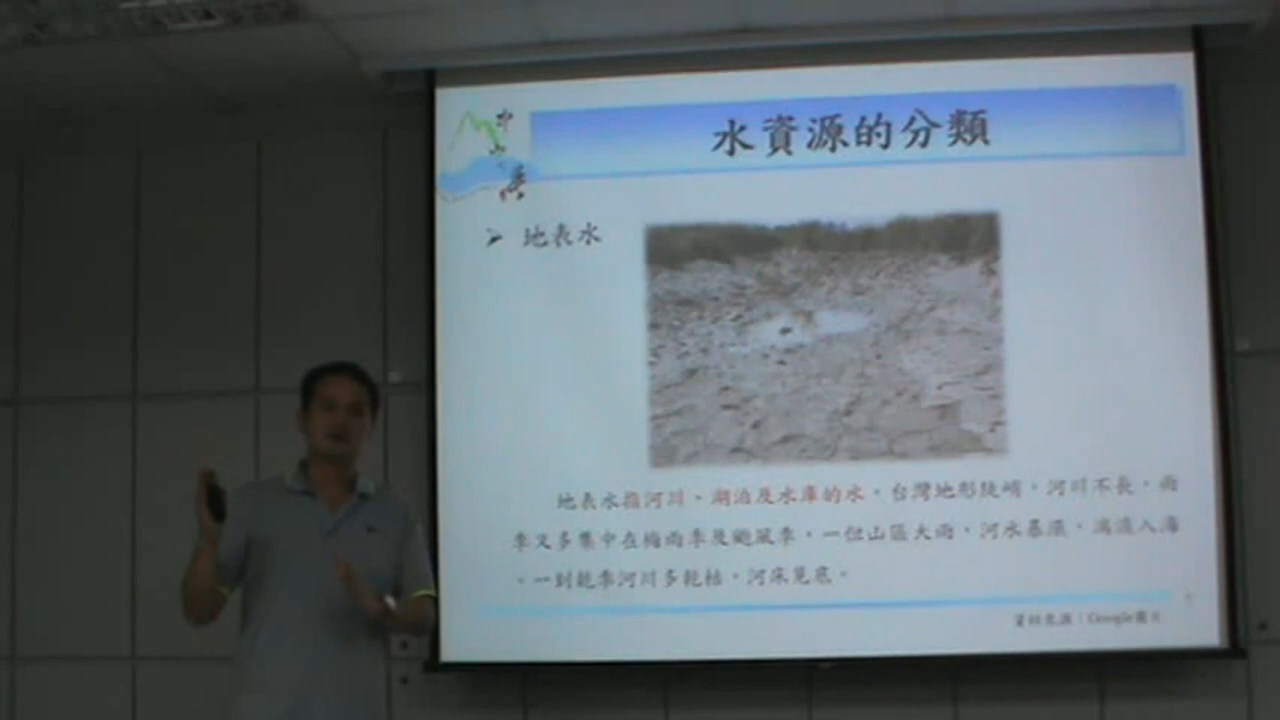 水資源的分類
➢ 地表水
地表水指河川、湖泊及水庫的水。台灣地形陡峭,河川不長,雨
季又多集中在梅雨季及颱風季,一但山區大雨,河水暴漲,滿流入海
。一到乾季河川多乾枯,河床見底。
資料來源:Google圖片